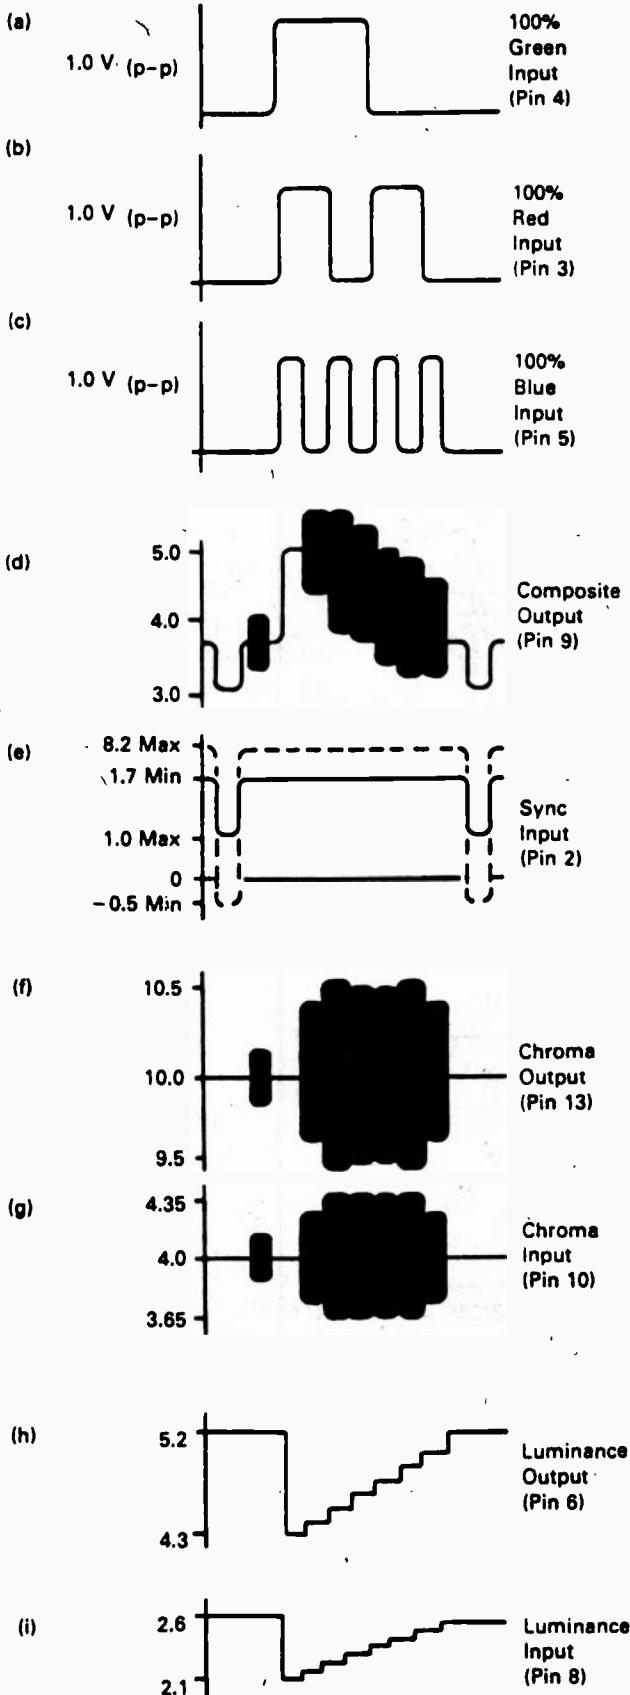 (a)
1.0 V (p-p)
100%
Green
Input
(Pin 4)
(b)
1.0 V (p-p)
100%
Red
Input
(Pin 3)
(c)
1.0 V (p-p)
100%
Blue
Input
(Pin 5)
(d)
5.0
4.0
3.0
Composite
Output
(Pin 9)
(e)
8.2 Max
1.7 Min
1.0 Max
0
-0.5 Min
Sync
Input
(Pin 2)
(f)
10.5
10.0
9.5
Chroma
Output
(Pin 13)
(g)
4.35
4.0
3.65
Chroma
Input
(Pin 10)
(h)
5.2
4.3
Luminance
Output
(Pin 6)
(i)
2.6
2.1
Luminance
Input
(Pin 8)